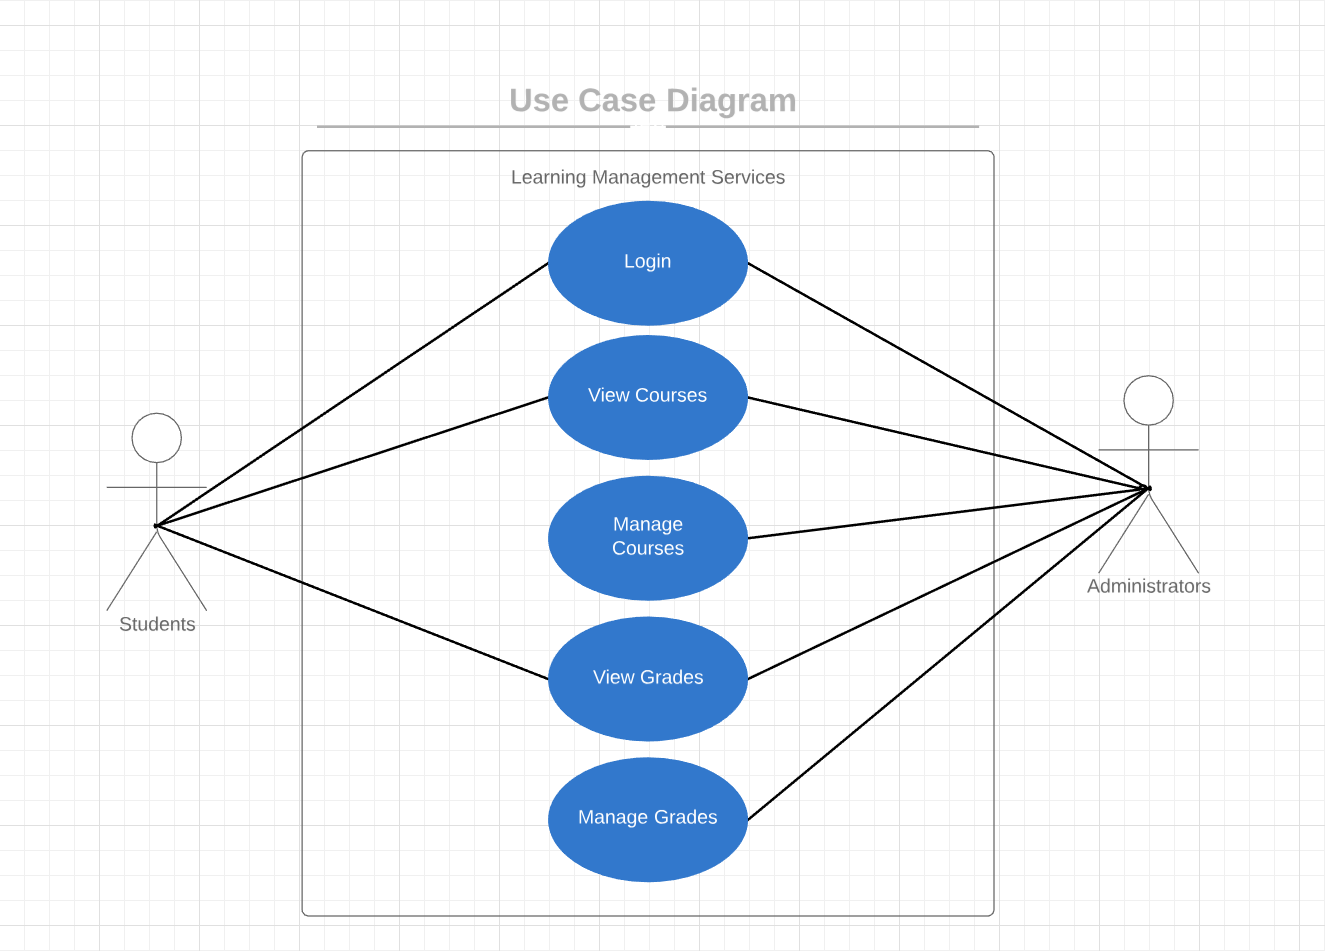 Use Case Diagram
Learning Management Services
Login
View Courses
Manage
Courses
View Grades
Manage Grades
Students
Administrators